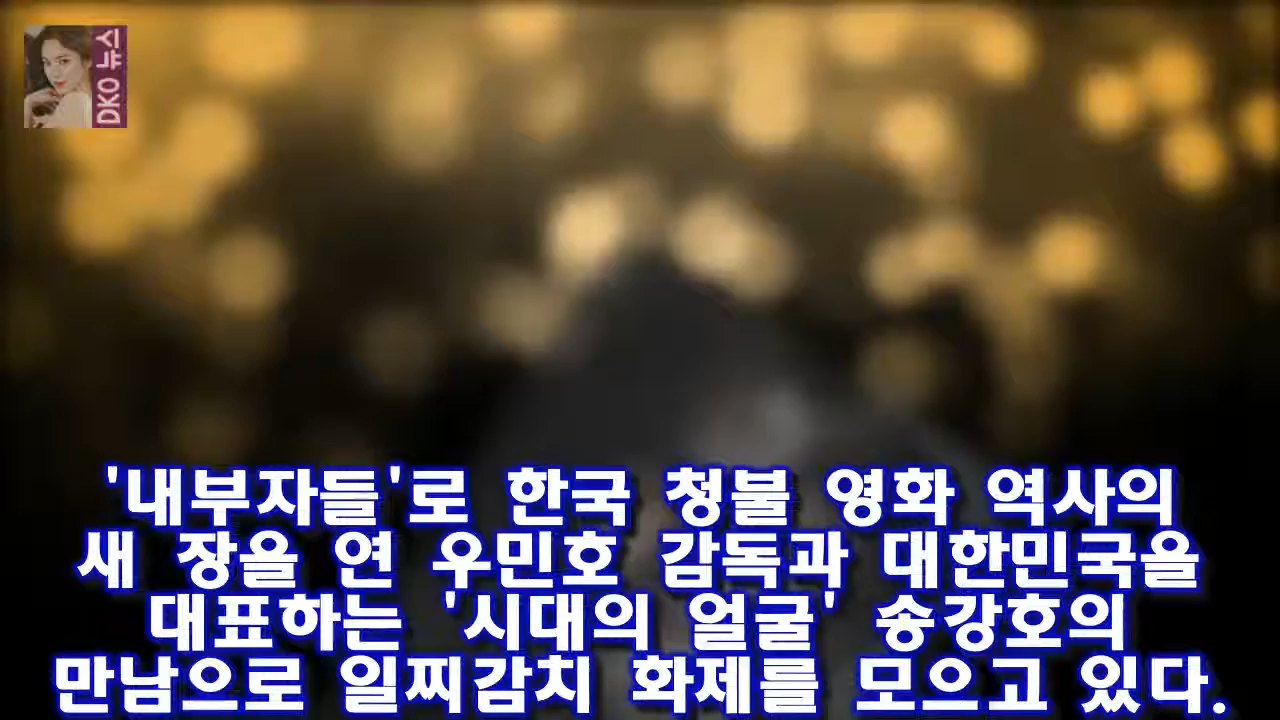 DKO 뉴스
'내부자들'로 한국 청불 영화 역사의
새 장을 연 우민호 감독과 대한민국을
대표하는 '시대의 얼굴' 송강호의
만남으로 일찌감치 화제를 모으고 있다.